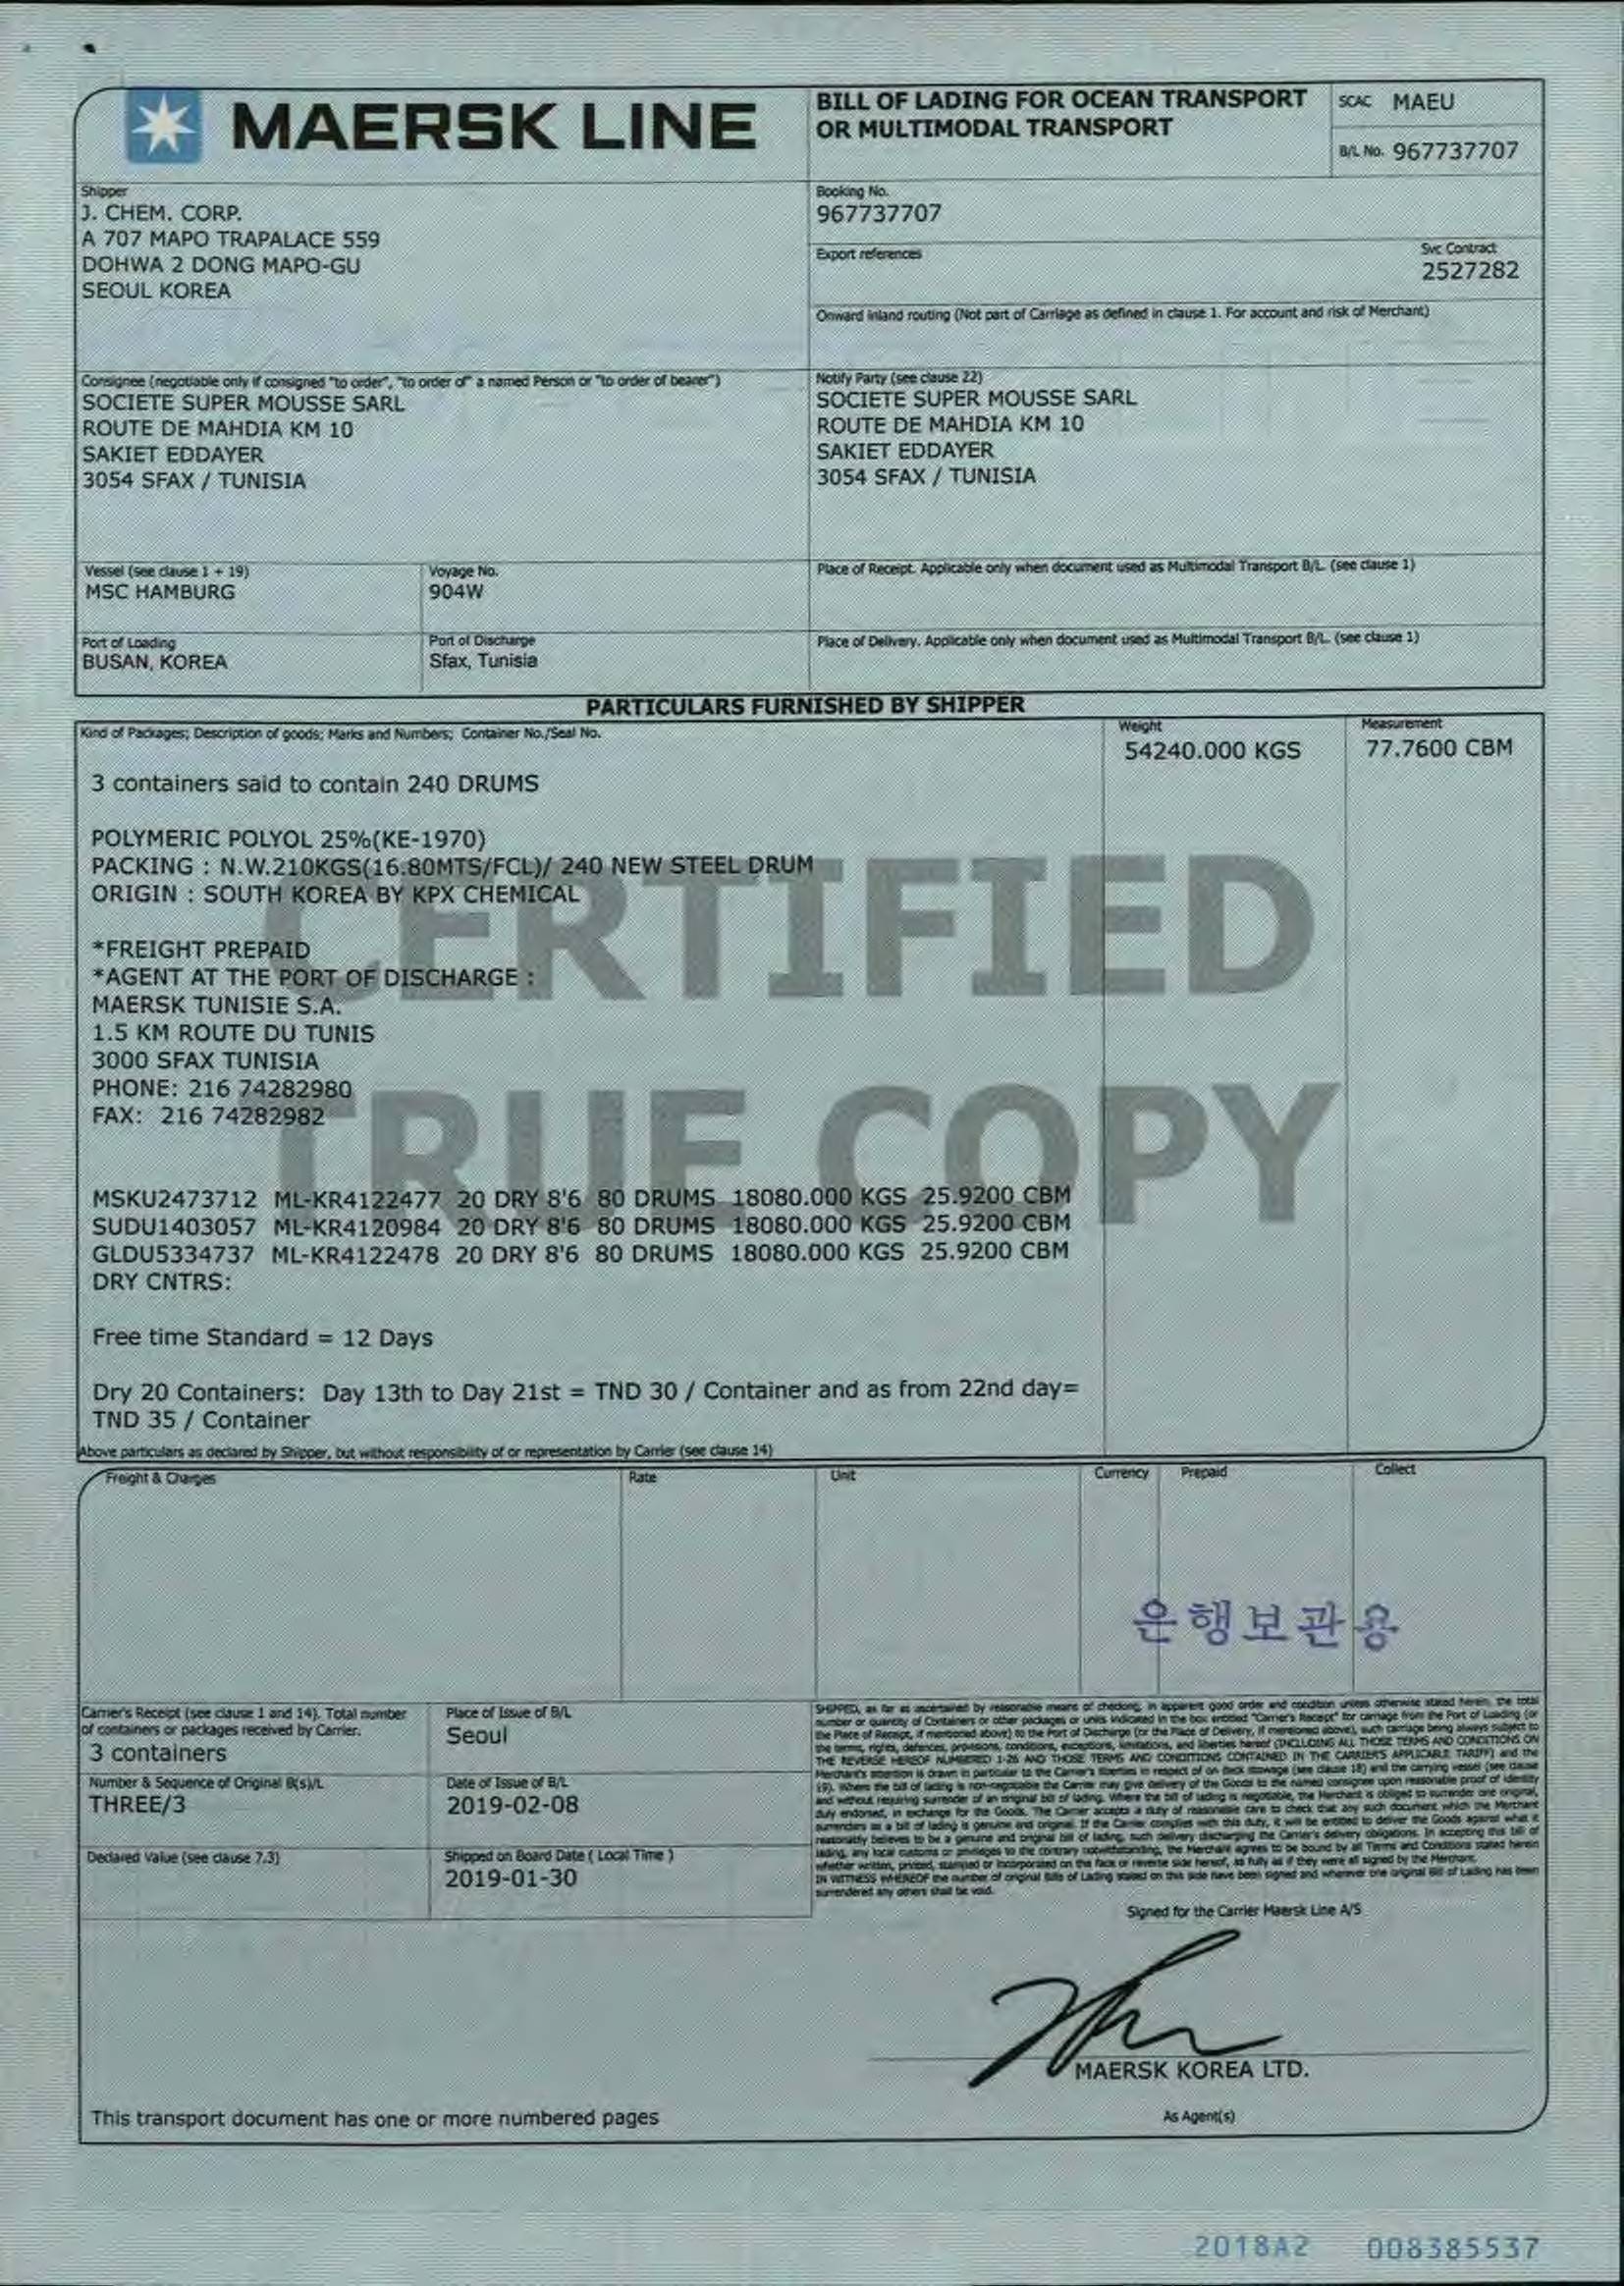 MAERSK LINE
BILL OF LADING FOR OCEAN TRANSPORT
OR MULTIMODAL TRANSPORT
SCAC MAEU
B/L No. 967737707
Shipper
J. CHEM. CORP.
A 707 MAPO TRAPALACE 559
DOHWA 2 DONG MAPO-GU
SEOUL KOREA
Booking No.
967737707
Export references
Svc Contract
2527282
Onward inland routing (Not part of Carriage as defined in clause 1. For account and risk of Merchant)
Consignee (negotiable only if consigned "to order", "to order of" a named Person or "to order of bearer")
SOCIETE SUPER MOUSSE SARL
ROUTE DE MAHDIA KM 10
SAKIET EDDAYER
3054 SFAX / TUNISIA
Notify Party (see clause 22)
SOCIETE SUPER MOUSSE SARL
ROUTE DE MAHDIA KM 10
SAKIET EDDAYER
3054 SFAX / TUNISIA
Vessel (see clause 1 + 19)
MSC HAMBURG
Voyage No.
904W
Place of Receipt. Applicable only when document used as Multimodal Transport B/L. (see clause 1)
Port of Loading
BUSAN, KOREA
Port of Discharge
Sfax, Tunisia
Place of Delivery. Applicable only when document used as Multimodal Transport B/L. (see clause 1)
PARTICULARS FURNISHED BY SHIPPER
Kind of Packages; Description of goods; Marks and Numbers; Container No./Seal No.
Weight
54240.000 KGS
Measurement
77.7600 CBM
3 containers said to contain 240 DRUMS
POLYMERIC POLYOL 25%(KE-1970)
PACKING : N.W.210KGS(16.80MTS/FCL)/ 240 NEW STEEL DRUM
ORIGIN : SOUTH KOREA BY KPX CHEMICAL
CERTIFIED
TRUE COPY
*FREIGHT PREPAID
*AGENT AT THE PORT OF DISCHARGE :
MAERSK TUNISIE S.A.
1.5 KM ROUTE DU TUNIS
3000 SFAX TUNISIA
PHONE: 216 74282980
FAX: 216 74282982
MSKU2473712 ML-KR4122477 20 DRY 8'6 80 DRUMS 18080.000 KGS 25.9200 CBM
SUDU1403057 ML-KR4120984 20 DRY 8'6 80 DRUMS 18080.000 KGS 25.9200 CBM
GLDU5334737 ML-KR4122478 20 DRY 8'6 80 DRUMS 18080.000 KGS 25.9200 CBM
DRY CNTRS:
Free time Standard = 12 Days
Dry 20 Containers: Day 13th to Day 21st = TND 30 / Container and as from 22nd day=
TND 35 / Container
Above particulars as declared by Shipper, but without responsibility of or representation by Carrier (see clause 14)
Freight & Charges
Rate
Unit
Currency
Prepaid
Collect
은행보관용
Carrier's Receipt (see clause 1 and 14). Total number
of containers or packages received by Carrier.
3 containers
Place of Issue of B/L
Seoul
Number & Sequence of Original B(s)/L
THREE/3
Date of Issue of B/L
2019-02-08
Declared Value (see clause 7.3)
Shipped on Board Date ( Local Time )
2019-01-30
SHIPPED, as far as ascertained by reasonable means of checking, in apparent good order and condition unless otherwise stated herein, the total
number or quantity of Containers or other packages or units indicated in the box entitled "Carrier's Receipt" for carriage from the Port of Loading (or
the Place of Receipt, if mentioned above) to the Port of Discharge (or the Place of Delivery, if mentioned above), such carriage being always subject to
the terms, rights, defences, provisions, conditions, exceptions, limitations, and liberties hereof (INCLUDING ALL THOSE TERMS AND CONDITIONS ON
THE REVERSE HEREOF NUMBERED 1-26 AND THOSE TERMS AND CONDITIONS CONTAINED IN THE CARRIER'S APPLICABLE TARIFF) and the
Merchant's attention is drawn in particular to the Carrier's liberties in respect of on deck stowage (see clause 18) and the carrying vessel (see clause
19). Where the bill of lading is non-negotiable the Carrier may give delivery of the Goods to the named consignee upon reasonable proof of identity
and without requiring surrender of an original bill of lading. Where the bill of lading is negotiable, the Merchant is obliged to surrender one original,
duly endorsed, in exchange for the Goods. The Carrier accepts a duty of reasonable care to check that any such document which the Merchant
surrenders as a bill of lading is genuine and original. If the Carrier complies with this duty, it will be entitled to deliver the Goods against what it
reasonably believes to be a genuine and original bill of lading, such delivery discharging the Carrier's delivery obligations. In accepting this bill of
lading, any local customs or privileges to the contrary notwithstanding, the Merchant agrees to be bound by all Terms and Conditions stated herein
whether written, printed, stamped or incorporated on the face or reverse side hereof, as fully as if they were all signed by the Merchant.
IN WITNESS WHEREOF the number of original Bills of Lading stated on this side have been signed and wherever one original Bill of Lading has been
surrendered any others shall be void.
Signed for the Carrier Maersk Line A/S
MAERSK KOREA LTD.
As Agent(s)
This transport document has one or more numbered pages
2018A2 008385537